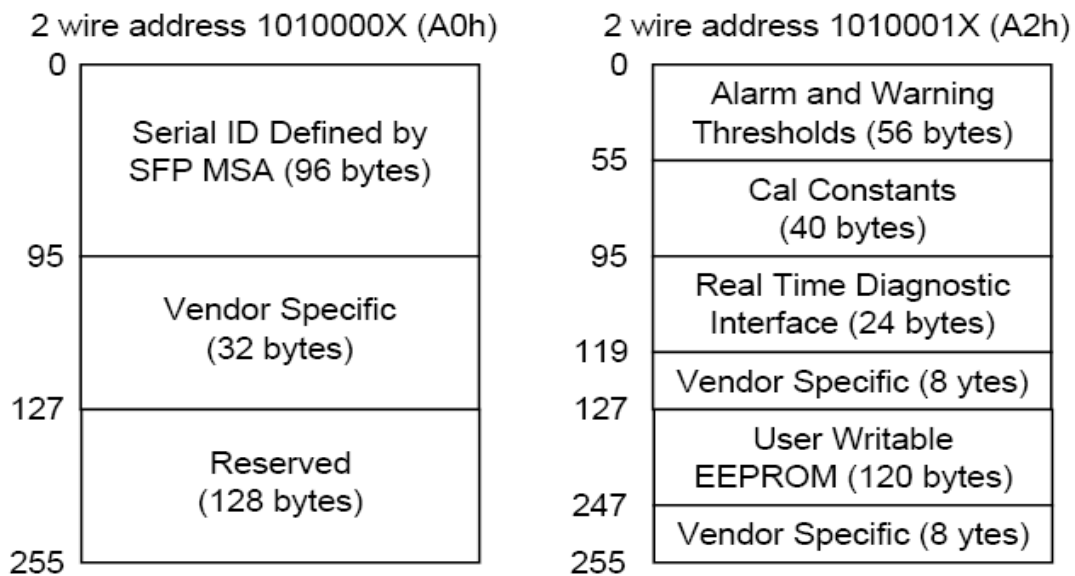 2 wire address 1010000X (A0h)
0
Serial ID Defined by
SFP MSA (96 bytes)
95
Vendor Specific
(32 bytes)
127
Reserved
(128 bytes)
255
2 wire address 1010001X (A2h)
0
Alarm and Warning
Thresholds (56 bytes)
55
Cal Constants
(40 bytes)
95
Real Time Diagnostic
Interface (24 bytes)
119
Vendor Specific (8 ytes)
127
User Writable
EEPROM (120 bytes)
247
Vendor Specific (8 ytes)
255